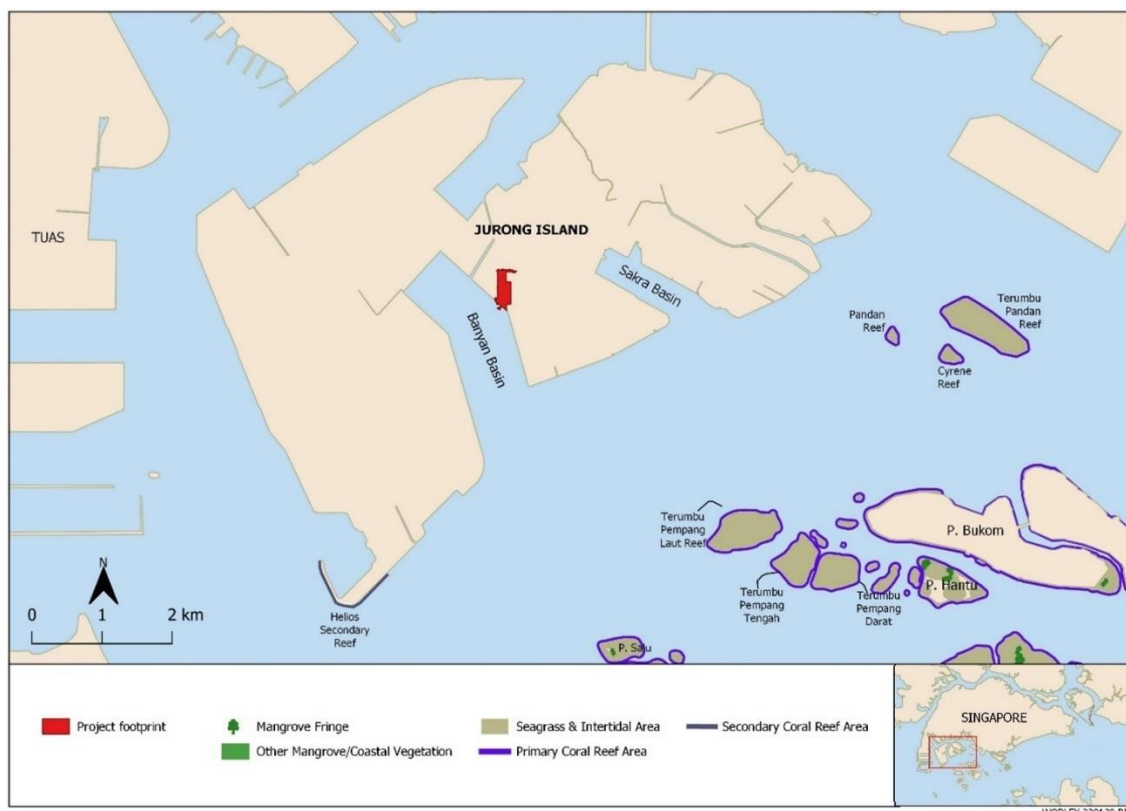 TUAS
JURONG ISLAND
Sakra Basin
Banyan Basin
Pandan
Reef
Terumbu
Pandan
Reef
Cyrene
Reef
Terumbu
Pempang
Laut Reef
P. Bukom
P. Hantu
Terumbu
Pempang
Tengah
Terumbu
Pempang
Darat
N
0 1 2 km
Helios
Secondary
Reef
P. Salu
Project footprint
Mangrove Fringe
Seagrass & Intertidal Area
Secondary Coral Reef Area
Other Mangrove/Coastal Vegetation
Primary Coral Reef Area
SINGAPORE